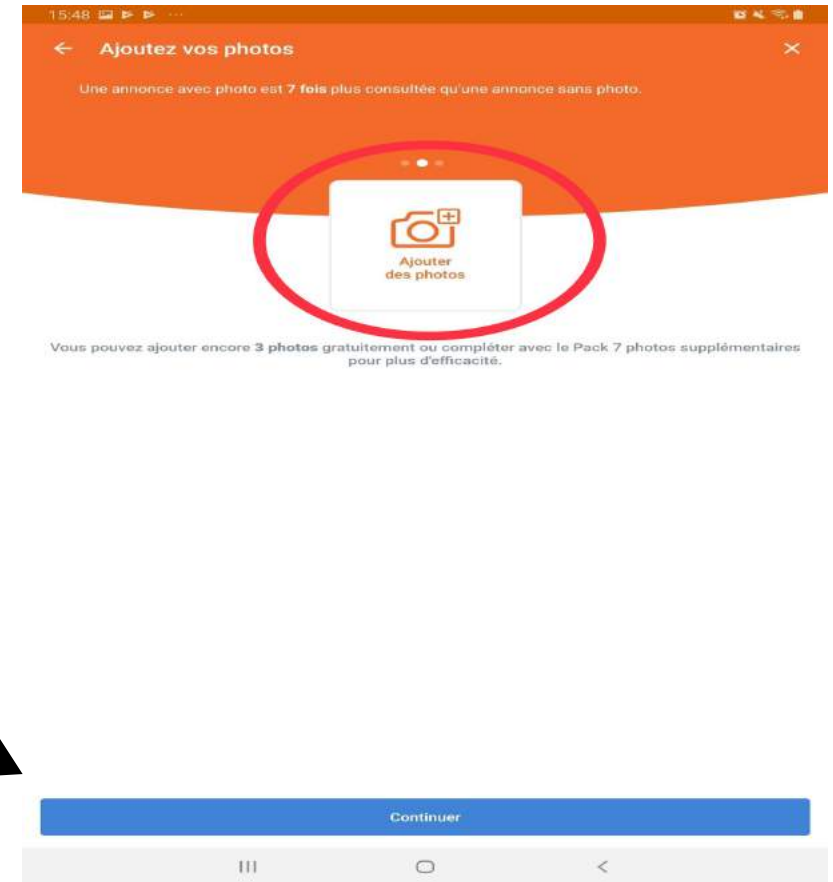 15:48
Ajoutez vos photos
Une annonce avec photo est 7 fois plus consultée qu'une annonce sans photo.
Ajouter
des photos
Vous pouvez ajouter encore 3 photos gratuitement ou compléter avec le Pack 7 photos supplémentaires
pour plus d'efficacité.
Continuer